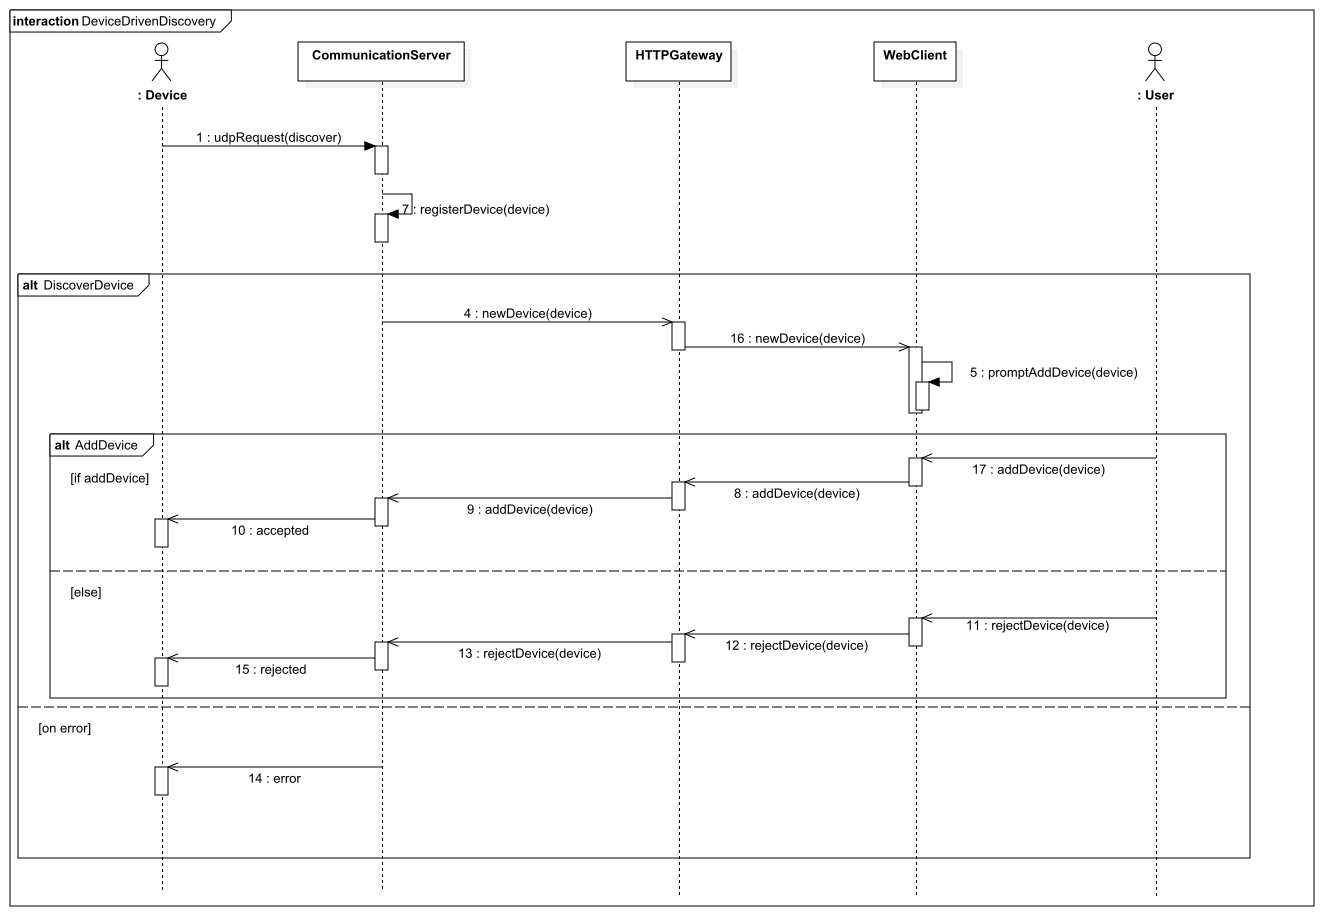 interaction DeviceDrivenDiscovery
CommunicationServer
HTTPGateway
WebClient
: Device
: User
1 : udpRequest(discover)
7 : registerDevice(device)
alt DiscoverDevice
4 : newDevice(device)
16 : newDevice(device)
5 : promptAddDevice(device)
alt AddDevice
[if addDevice]
17 : addDevice(device)
8 : addDevice(device)
9 : addDevice(device)
10 : accepted
[else]
11 : rejectDevice(device)
12 : rejectDevice(device)
13 : rejectDevice(device)
15 : rejected
[on error]
14 : error